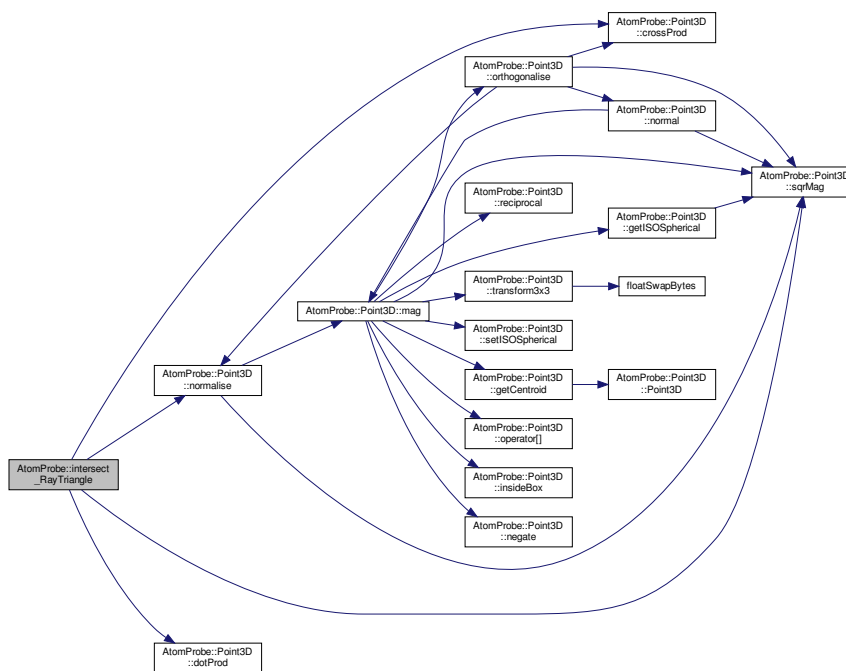 AtomProbe::Point3D
::crossProd
AtomProbe::Point3D
::orthogonalise
AtomProbe::Point3D
::normal
AtomProbe::Point3D
::sqrMag
AtomProbe::Point3D
::reciprocal
AtomProbe::Point3D
::getISOSpherical
AtomProbe::Point3D
::transform3x3
floatSwapBytes
AtomProbe::Point3D::mag
AtomProbe::Point3D
::setISOSpherical
AtomProbe::Point3D
::normalise
AtomProbe::Point3D
::getCentroid
AtomProbe::Point3D
::Point3D
AtomProbe::Point3D
::operator[]
AtomProbe::intersect
_RayTriangle
AtomProbe::Point3D
::insideBox
AtomProbe::Point3D
::negate
AtomProbe::Point3D
::dotProd